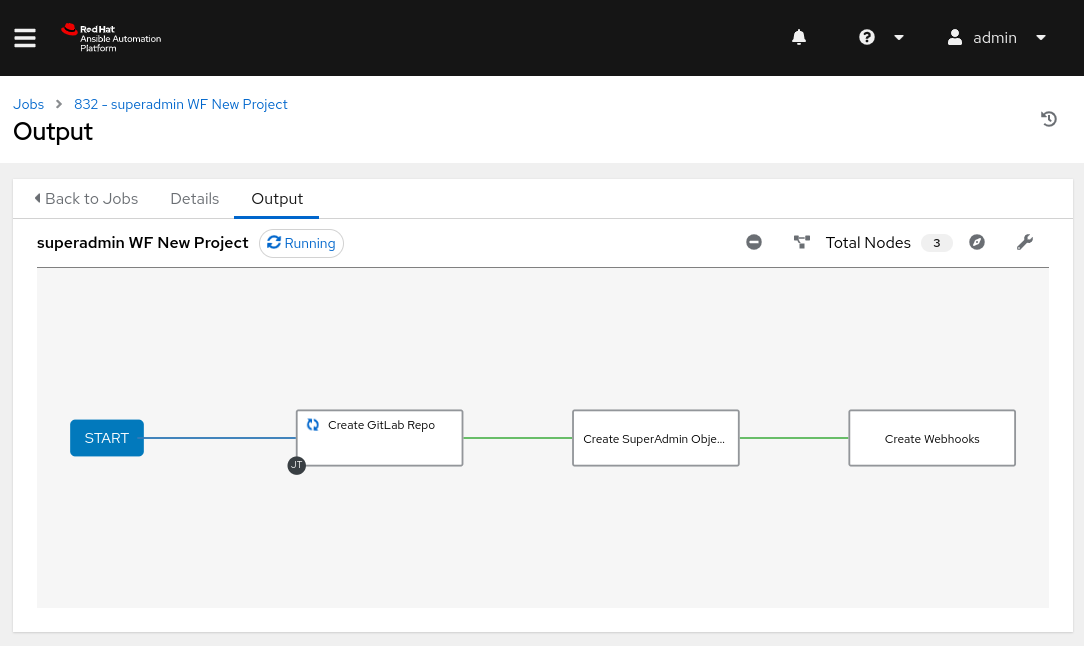 Red Hat
Ansible Automation
Platform
admin
Jobs
832 - superadmin WF New Project
Output
Back to Jobs
Details
Output
superadmin WF New Project
Running
Total Nodes
3
START
Create GitLab Repo
JT
Create SuperAdmin Obje...
Create Webhooks